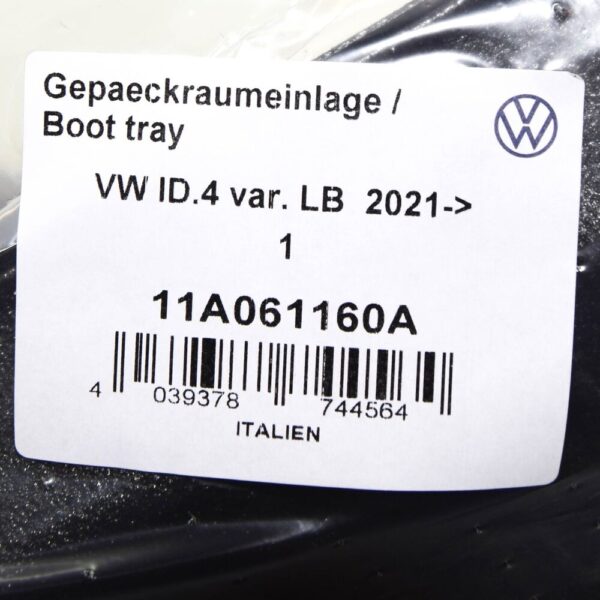 Gepaeckraumeinlage /
Boot tray
VW ID.4 var. LB 2021->
1
11A061160A
4 039378 744564
ITALIEN